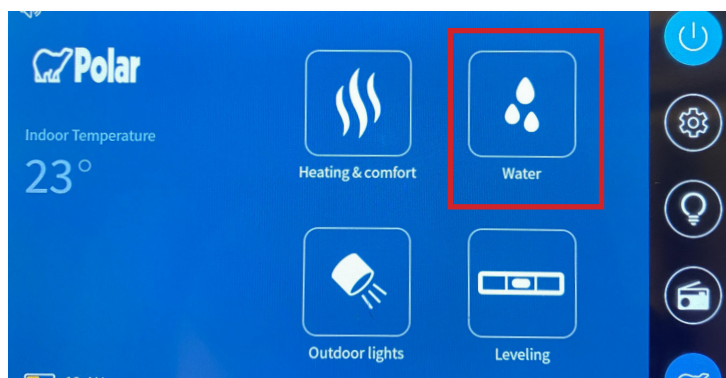 Polar
Indoor Temperature
23°
Heating & comfort
Water
Outdoor lights
Leveling